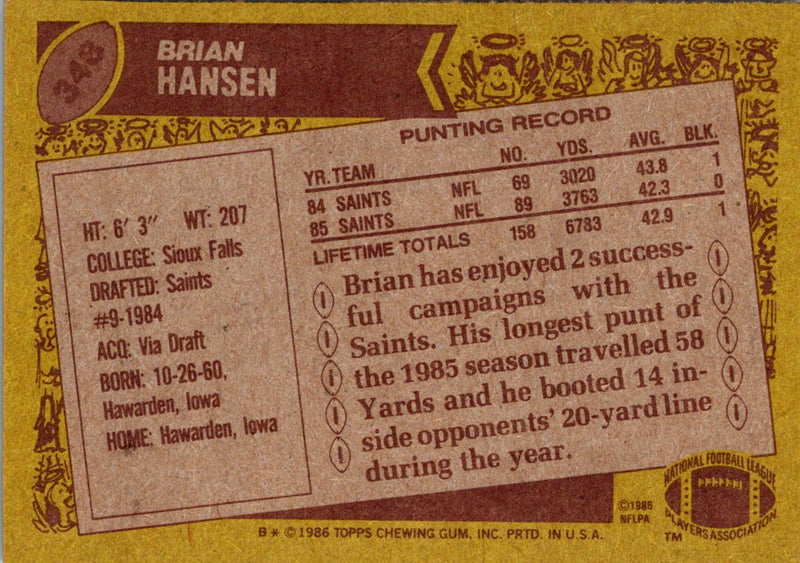 348
BRIAN
HANSEN
PUNTING RECORD
YR. TEAM NO. YDS. AVG. BLK.
84 SAINTS NFL 69 3020 43.8 1
85 SAINTS NFL 89 3763 42.3 0
LIFETIME TOTALS 158 6783 42.9 1
HT: 6' 3" WT: 207
COLLEGE: Sioux Falls
DRAFTED: Saints
#9-1984
ACQ: Via Draft
BORN: 10-26-60,
Hawarden, Iowa
HOME: Hawarden, Iowa
Brian has enjoyed 2 success-
ful campaigns with the
Saints. His longest punt of
the 1985 season travelled 58
Yards and he booted 14 in-
side opponents' 20-yard line
during the year.
B* © 1986 TOPPS CHEWING GUM, INC. PRTD. IN U.S.A.
©1985
NFLPA
NATIONAL FOOTBALL LEAGUE
PLAYERS ASSOCIATION
TM